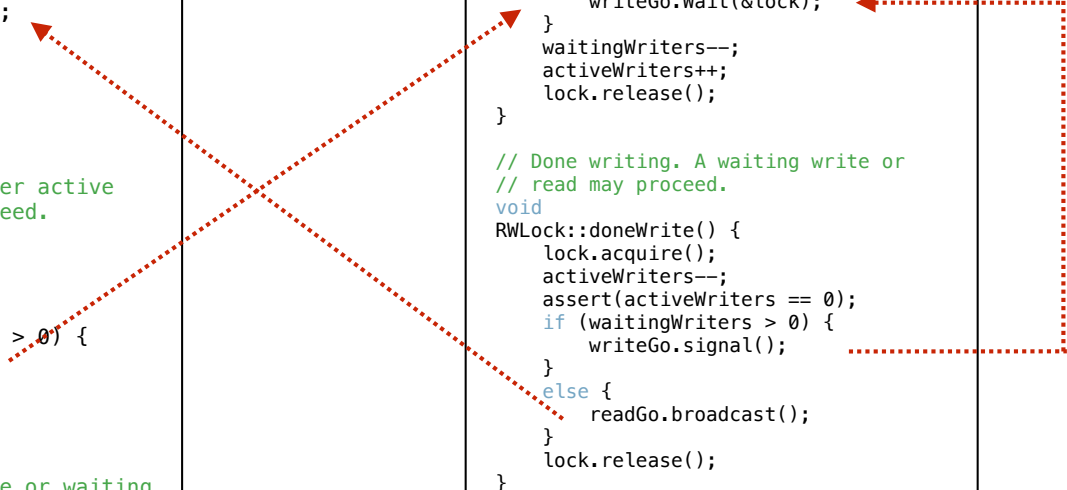 ;
er active
eed.
> 0) {
e or waiting
writeGo.Wait(&lock);
}
waitingWriters--;
activeWriters++;
lock.release();
}
// Done writing. A waiting write or
// read may proceed.
void
RWLock::doneWrite() {
lock.acquire();
activeWriters--;
assert(activeWriters == 0);
if (waitingWriters > 0) {
writeGo.signal();
}
else {
readGo.broadcast();
}
lock.release();
}